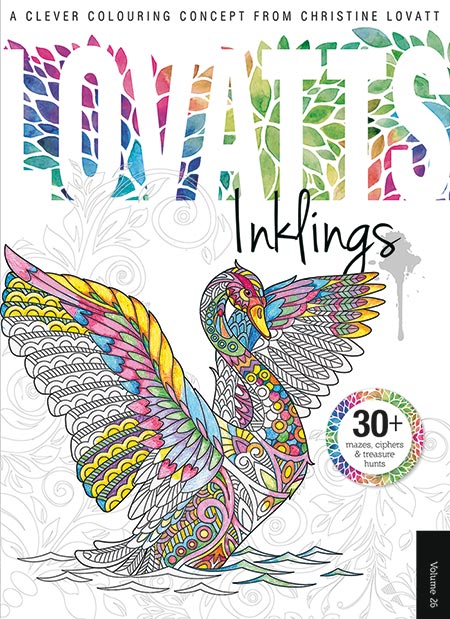 A CLEVER COLOURING CONCEPT FROM CHRISTINE LOVATT
LOVATTS
Inklings
30+
mazes, ciphers
& treasure
hunts
Volume 26